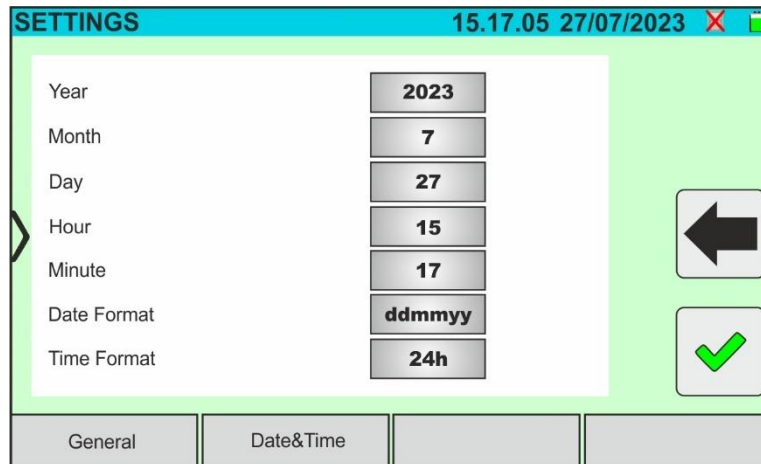 SETTINGS 15.17.05 27/07/2023
Year 2023
Month 7
Day 27
Hour 15
Minute 17
Date Format ddmmyy
Time Format 24h
General Date&Time